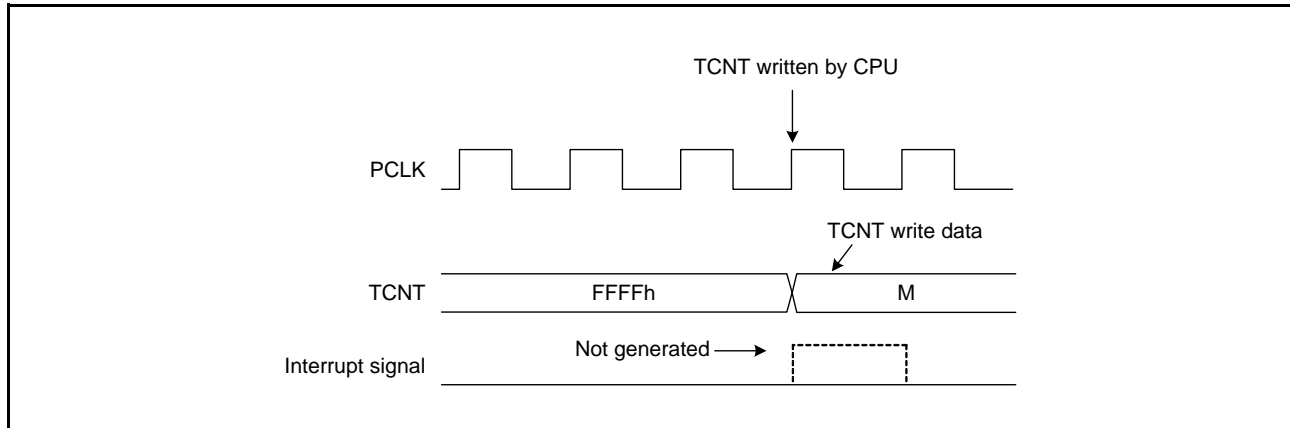 TCNT written by CPU
PCLK
TCNT write data
TCNT
FFFFh
M
Not generated
Interrupt signal